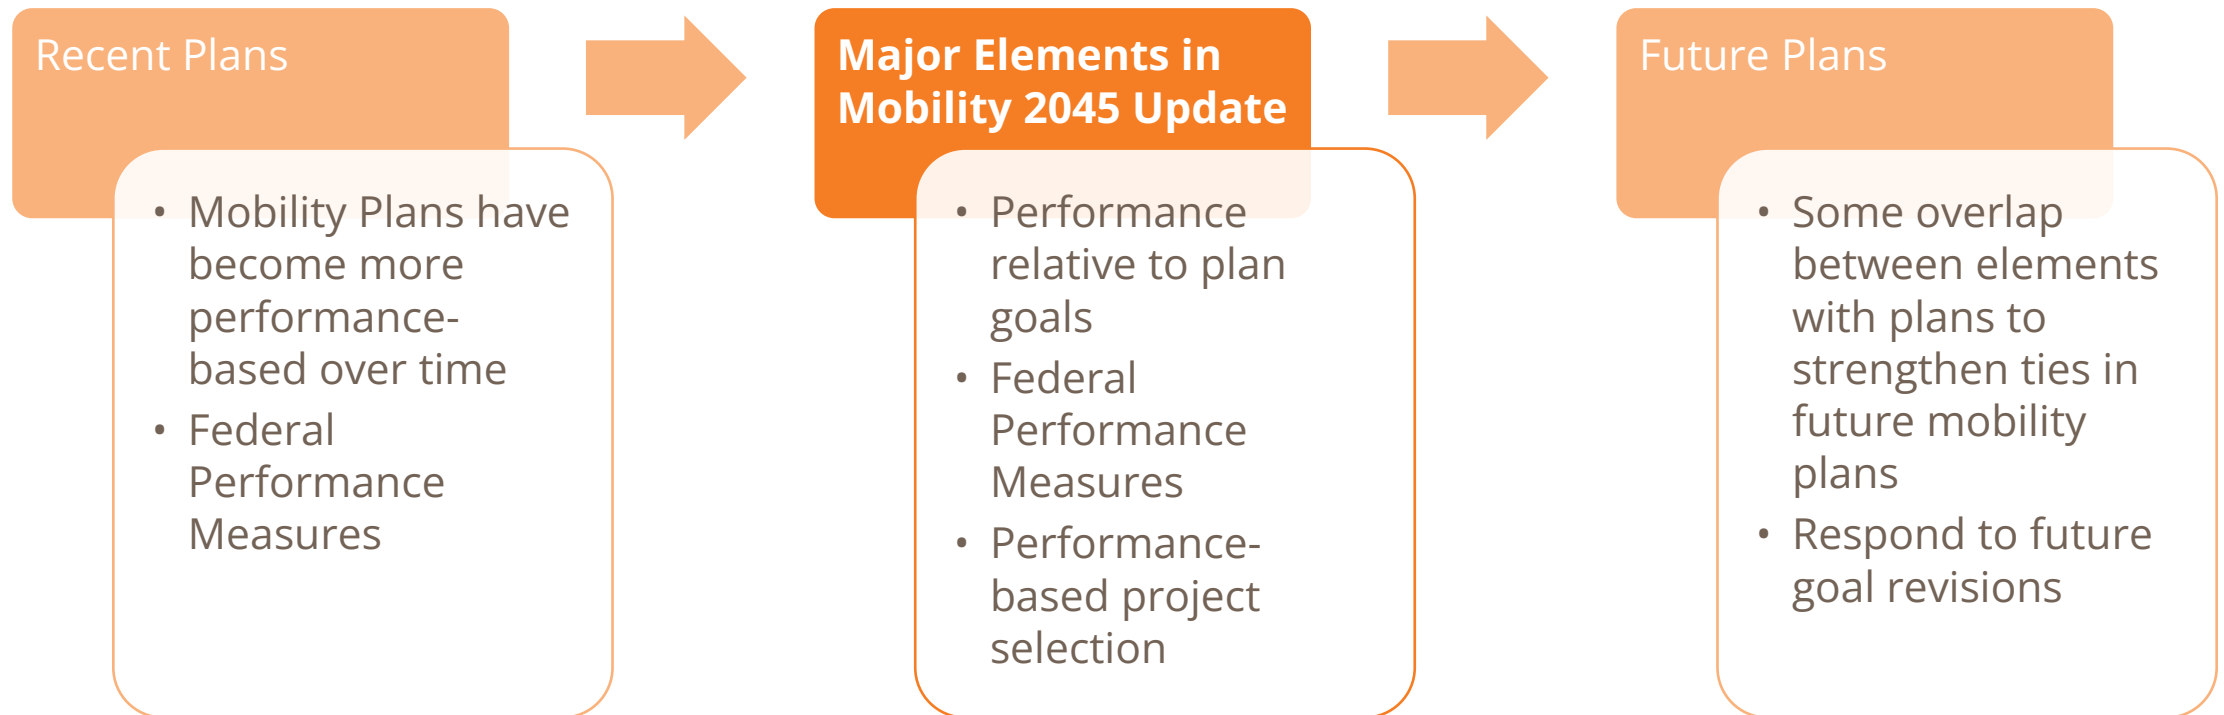 Recent Plans
• Mobility Plans have
become more
performance-
based over time
• Federal
Performance
Measures
Major Elements in
Mobility 2045 Update
• Performance
relative to plan
goals
• Federal
Performance
Measures
• Performance-
based project
selection
Future Plans
• Some overlap
between elements
with plans to
strengthen ties in
future mobility
plans
• Respond to future
goal revisions